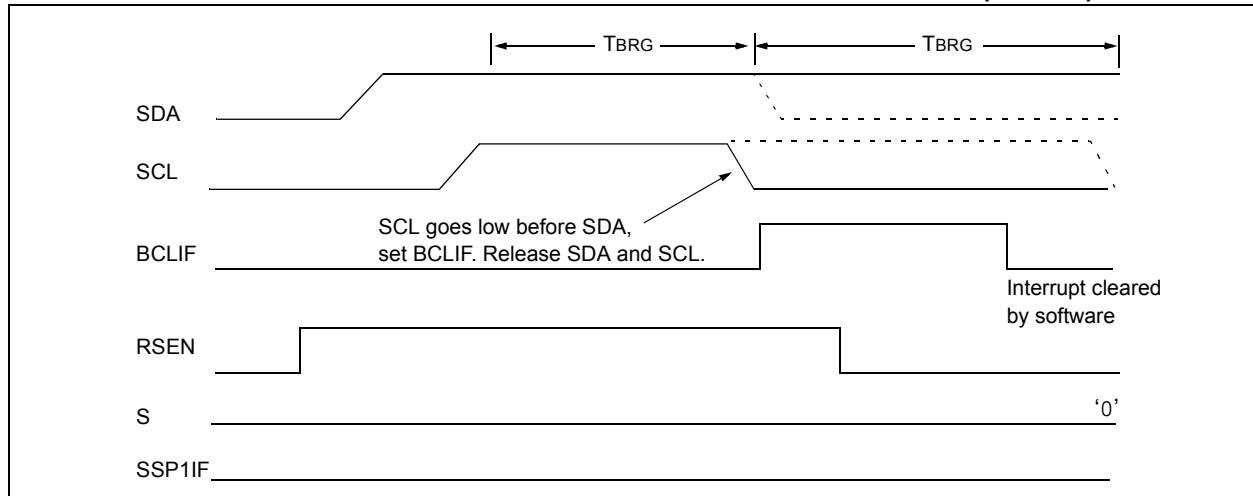 TBRG TBRG
SDA
SCL
SCL goes low before SDA,
set BCLIF. Release SDA and SCL.
BCLIF
Interrupt cleared
by software
RSEN
S
‘0’
SSP1IF